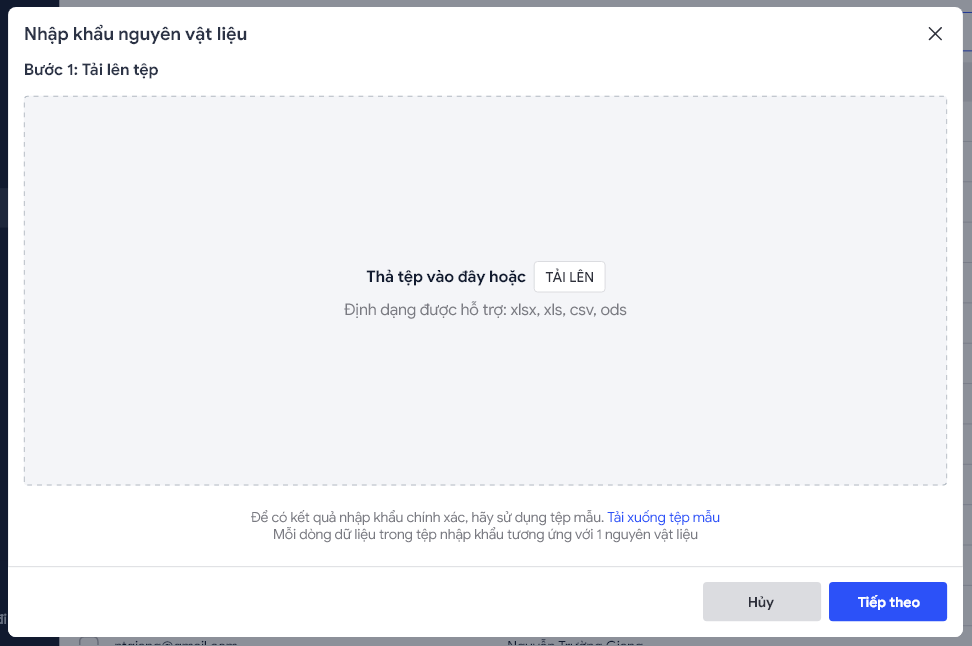 Nhập khẩu nguyên vật liệu
Bước 1: Tải lên tệp
Thả tệp vào đây hoặc TẢI LÊN
Định dạng được hỗ trợ: xlsx, xls, csv, ods
Để có kết quả nhập khẩu chính xác, hãy sử dụng tệp mẫu. Tải xuống tệp mẫu
Mỗi dòng dữ liệu trong tệp nhập khẩu tương ứng với 1 nguyên vật liệu
Hủy Tiếp theo